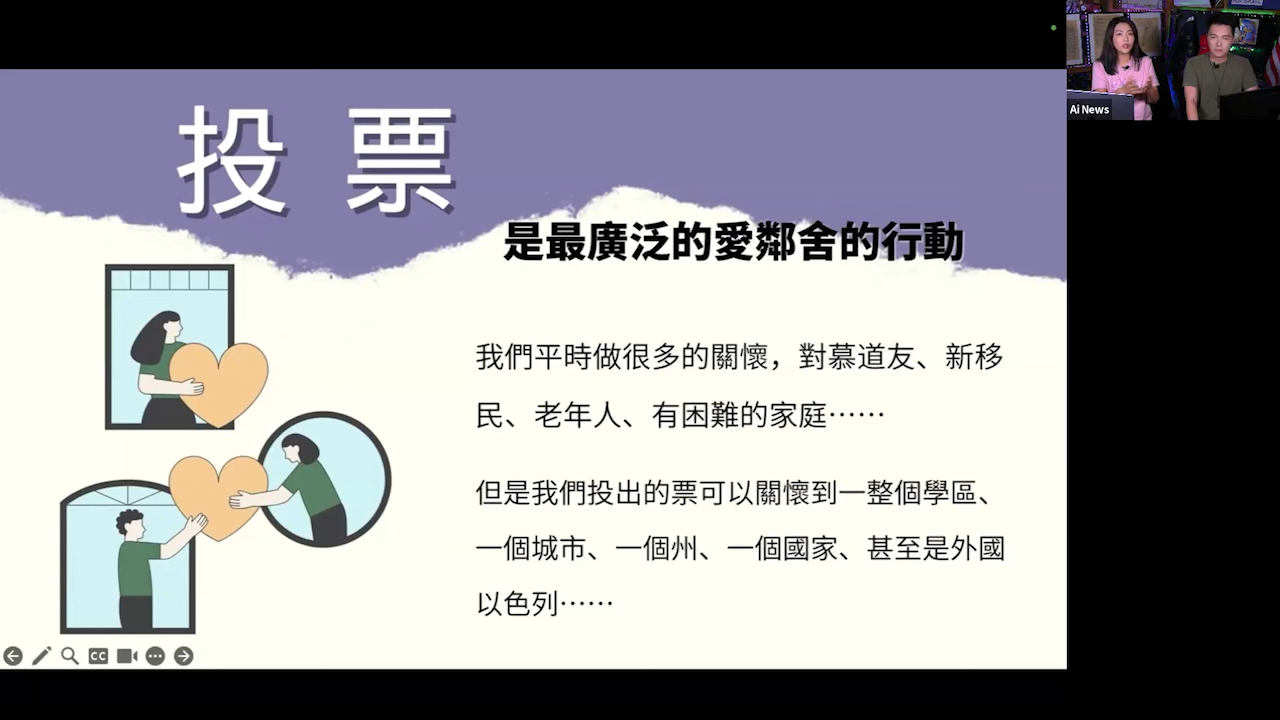 投票
是最廣泛的愛鄰舍的行動
我們平時做很多的關懷，對慕道友、新移
民、老年人、有困難的家庭⋯⋯
但是我們投出的票可以關懷到一整個學區、
一個城市、一個州、一個國家、甚至是外國
以色列⋯⋯
CC
Ai News